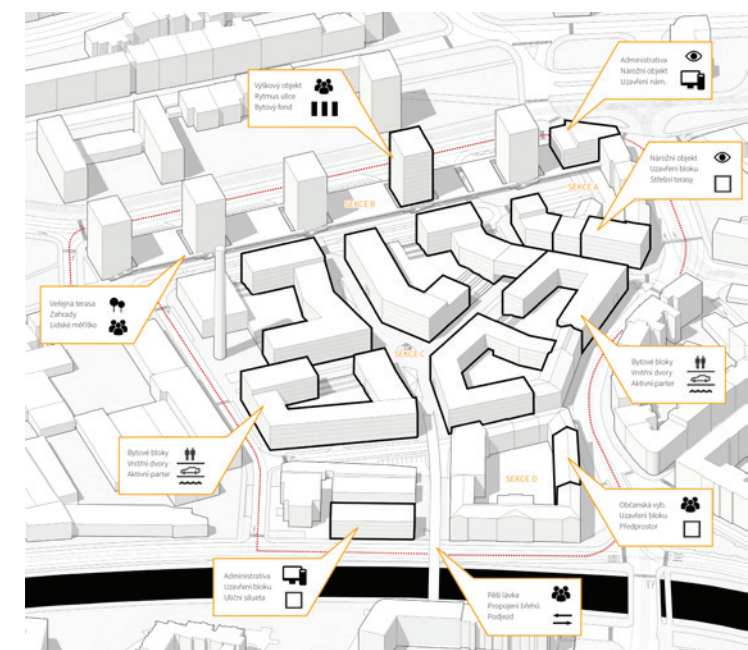 Administrativa
Nárožní objekt
Uzavření nám.
Výškový objekt
Rytmus ulice
Bytový fond
Nárožní objekt
Uzavření bloku
Střešní terasy
SEKCE A
SEKCE B
Veřejná terasa
Zahrady
Lidské měřítko
SEKCE C
Bytové bloky
Vnitřní dvory
Aktivní parter
Bytové bloky
Vnitřní dvory
Aktivní parter
SEKCE D
Občanská vyb.
Uzavření bloku
Předprostor
Administrativa
Uzavření bloku
Uliční silueta
Pěší lávka
Propojení břehů
Podjezd